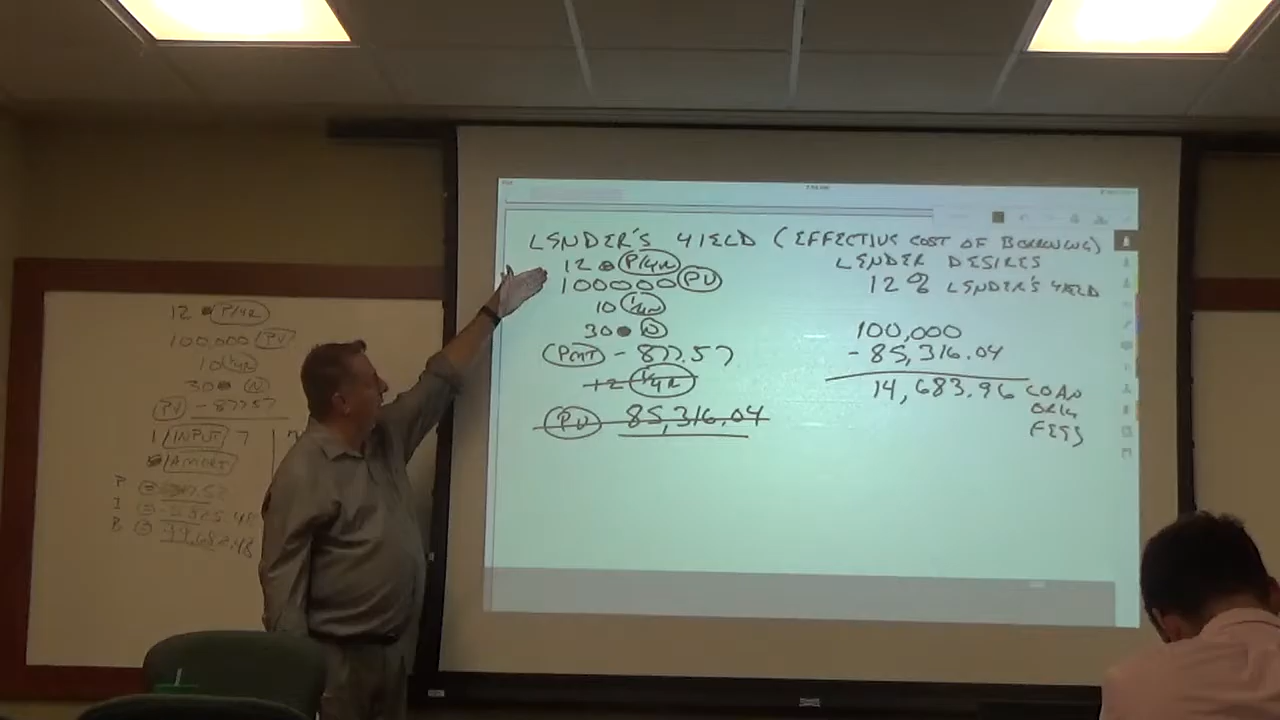 LENDER'S YIELD (EFFECTIVE COST OF BORROWING)
12 P/YR
100000 PV
10 I/YR
30 N
PMT - 877.57
12 I/YR
PV 85,316.04
LENDER DESIRES
12% LENDER'S YIELD
100,000
- 85,316.04
14,683.96 LOAN
ORIG
FEES
12 P/YR
100,000 PV
10 I/YR
30 N
PV - 877.57
1 INPUT 7
AMORT
P
I
B